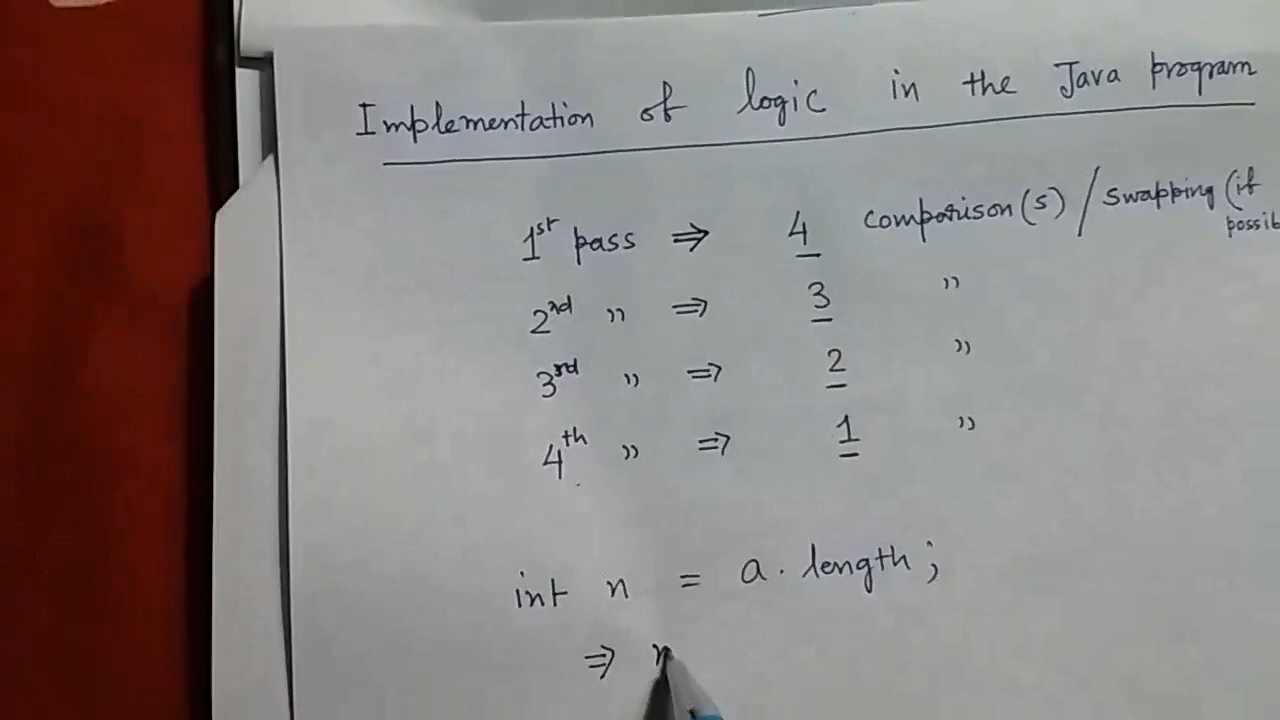 Implementation of logic in the Java program
1st pass ⇒ 4 comparison(s) / swapping (if
possib
2nd ,, ⇒ 3 ,,
3rd ,, ⇒ 2 ,,
4th ,, ⇒ 1 ,,
int n = a.length;
⇒ n